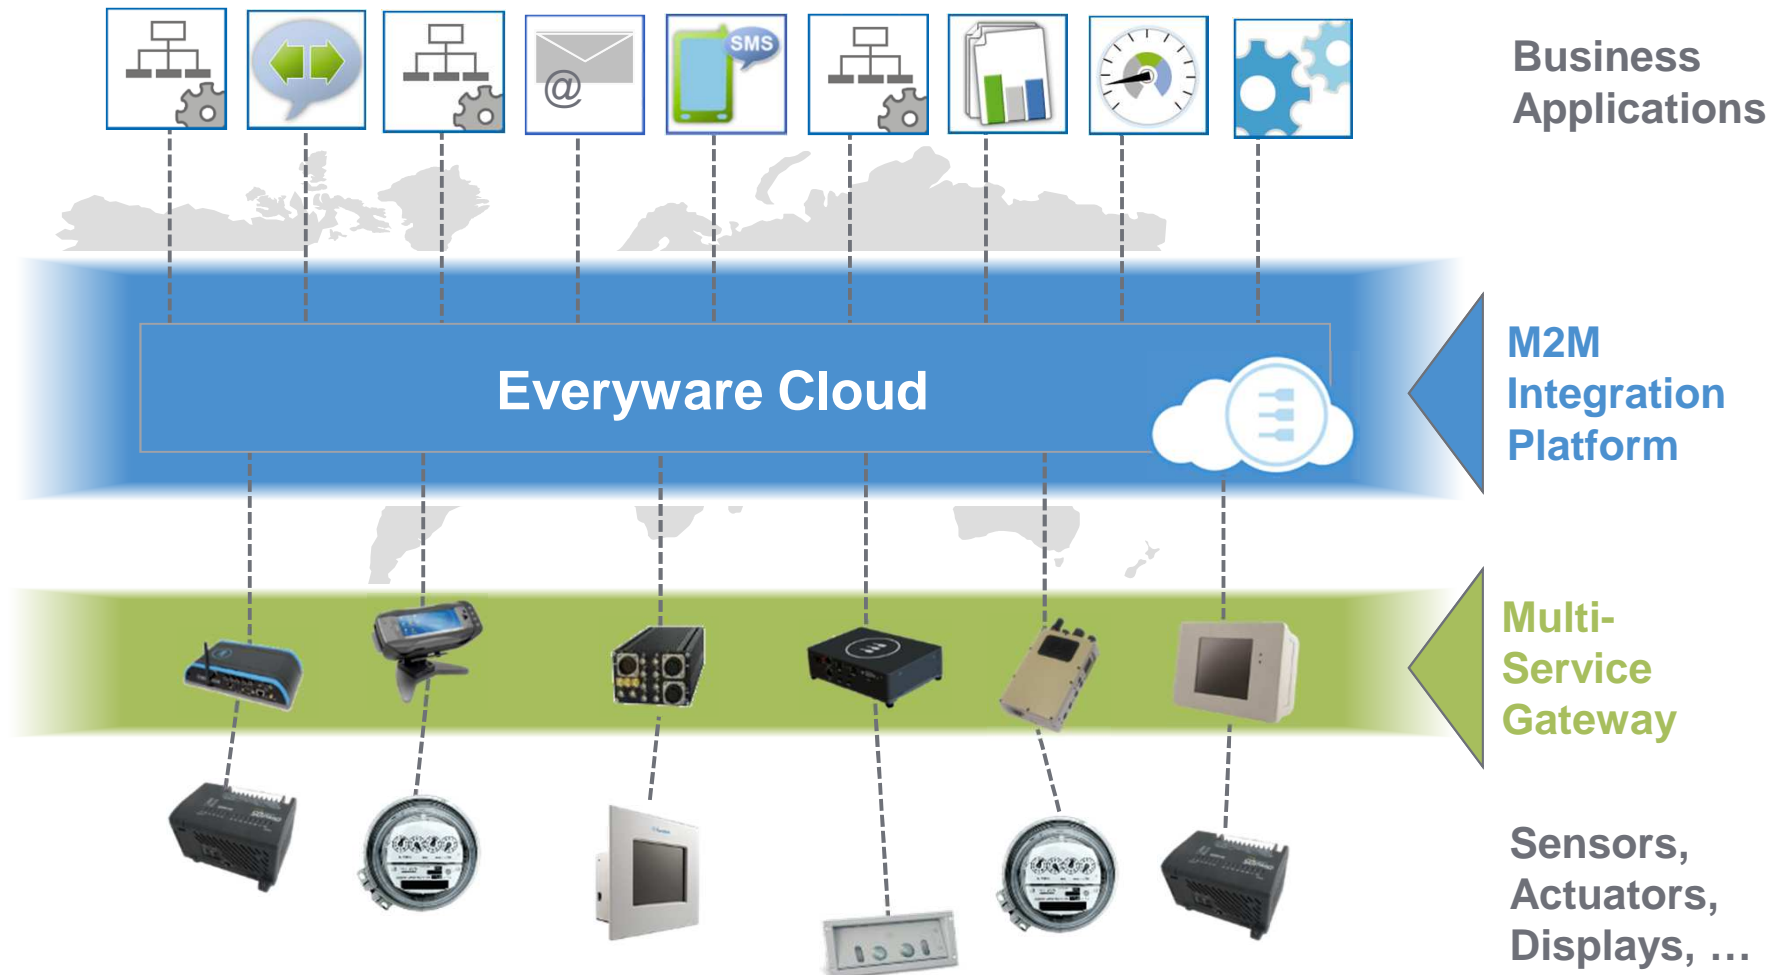 SMS
@
Business
Applications
Everyware Cloud
M2M
Integration
Platform
Multi-
Service
Gateway
Sensors,
Actuators,
Displays, ...